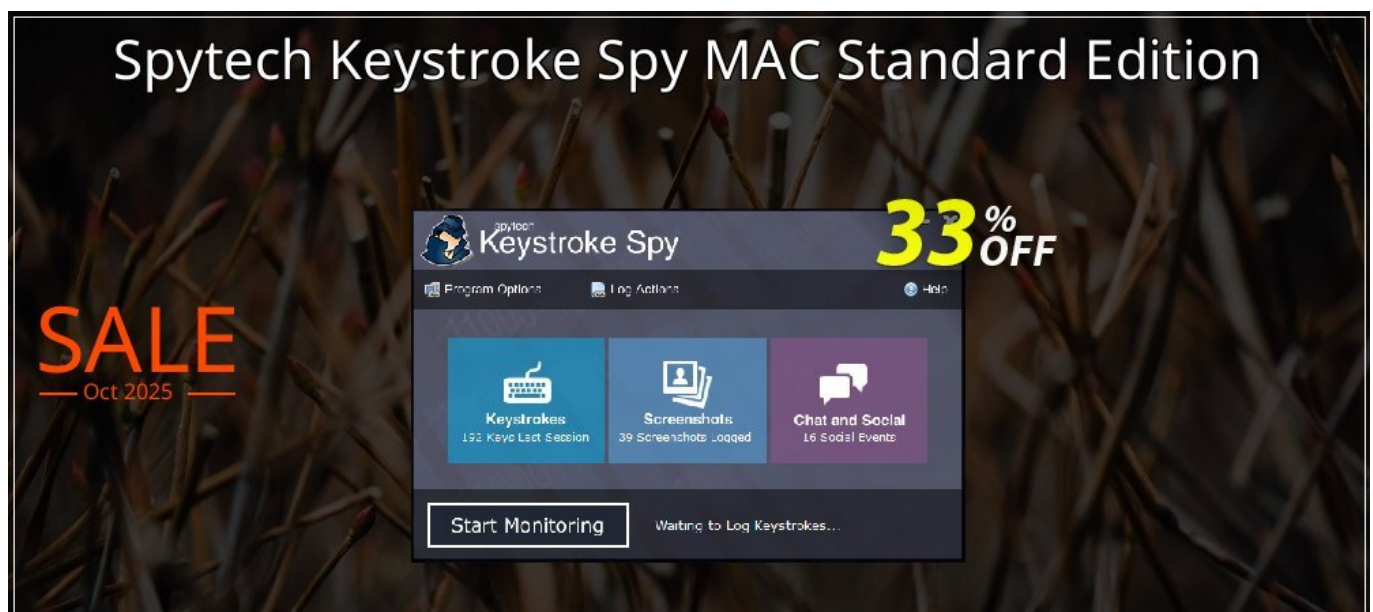 Spytech Keystroke Spy MAC Standard Edition
33%
OFF
spytech
Keystroke Spy
Program Options
Log Actions
Help
SALE
Oct 2025
Keystrokes
Screenshots
Chat and Social
192 Keys Last Session
39 Screenshots Logged
16 Social Events
Start Monitoring
Waiting to Log Keystrokes...